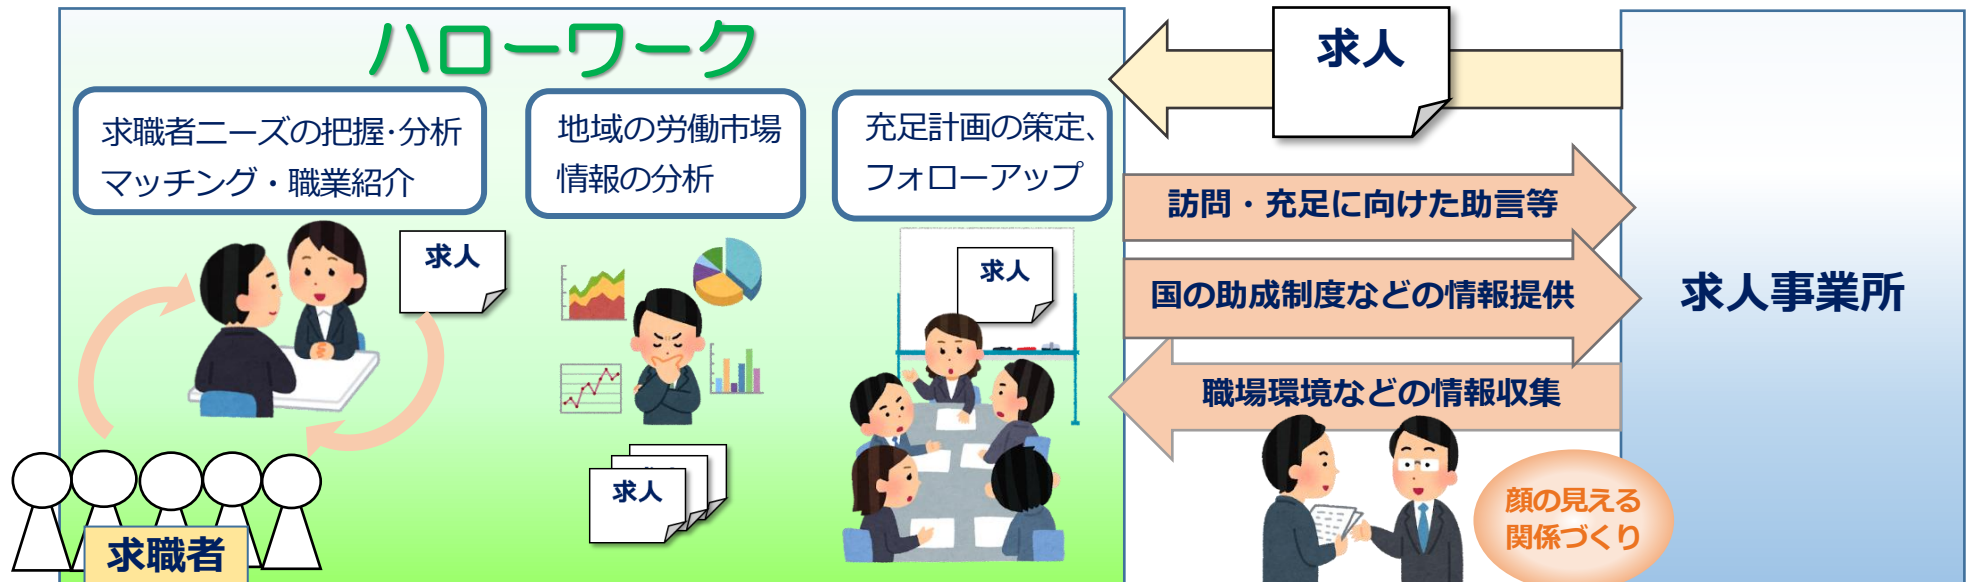 ハローワーク
求職者ニーズの把握・分析
マッチング・職業紹介
地域の労働市場
情報の分析
充足計画の策定、
フォローアップ
求人
求人
求人
求職者
求人
訪問・充足に向けた助言等
国の助成制度などの情報提供
職場環境などの情報収集
顔の見える
関係づくり
求人事業所